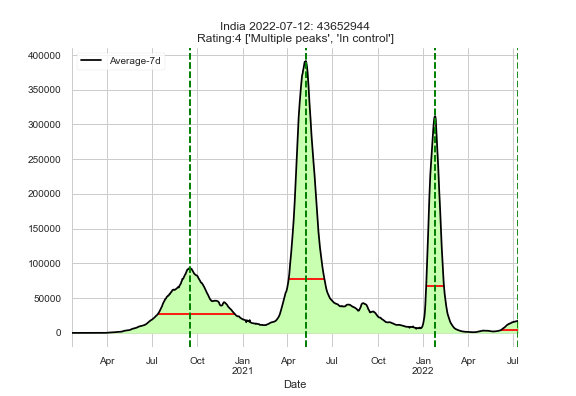 India 2022-07-12: 43652944
Rating:4 ['Multiple peaks', 'In control']
Average-7d
400000
350000
300000
250000
200000
150000
100000
50000
0
Apr Jul Oct Jan Apr Jul Oct Jan Apr Jul
2021 2022
Date